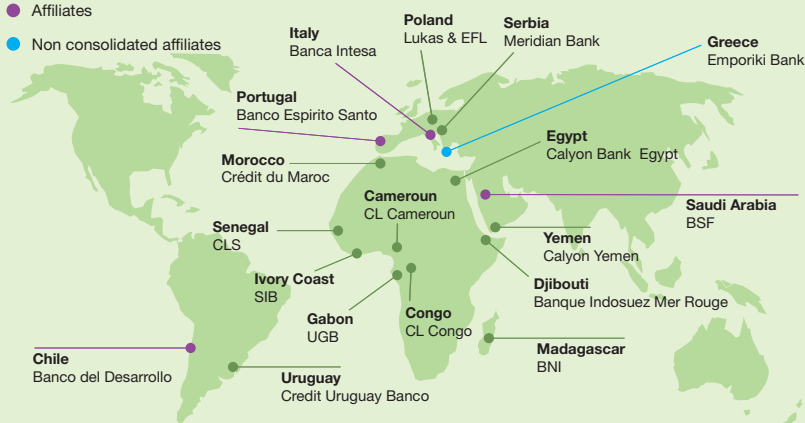 Affiliates
Non consolidated affiliates
Italy
Banca Intesa
Poland
Lukas & EFL
Serbia
Meridian Bank
Greece
Emporiki Bank
Portugal
Banco Espirito Santo
Egypt
Calyon Bank Egypt
Morocco
Crédit du Maroc
Cameroun
CL Cameroun
Saudi Arabia
BSF
Senegal
CLS
Yemen
Calyon Yemen
Ivory Coast
SIB
Djibouti
Banque Indosuez Mer Rouge
Gabon
UGB
Congo
CL Congo
Madagascar
BNI
Chile
Banco del Desarrollo
Uruguay
Credit Uruguay Banco